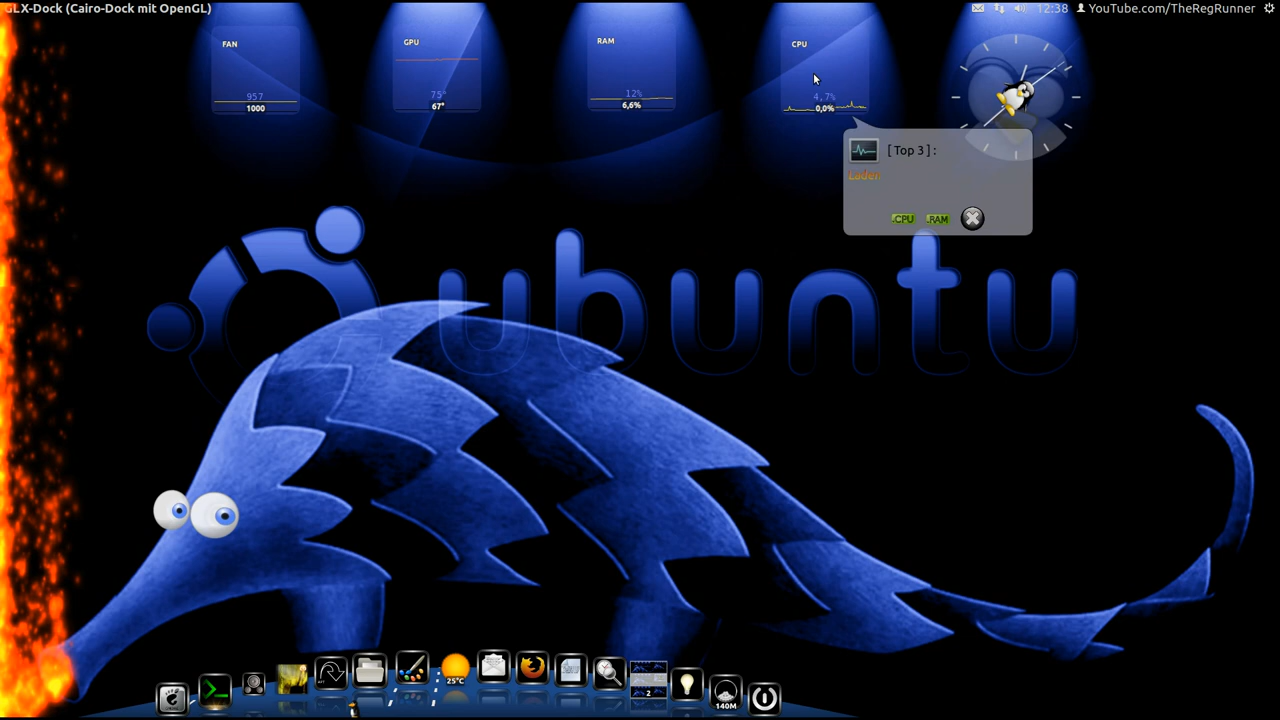 GLX-Dock (Cairo-Dock mit OpenGL)
12:38 YouTube.com/TheRegRunner
FAN
957
1000
GPU
75°
67°
RAM
12%
6,6%
CPU
4,7%
0,0%
[Top 3]:
Laden
CPU RAM
ubuntu
25°C
2
140M